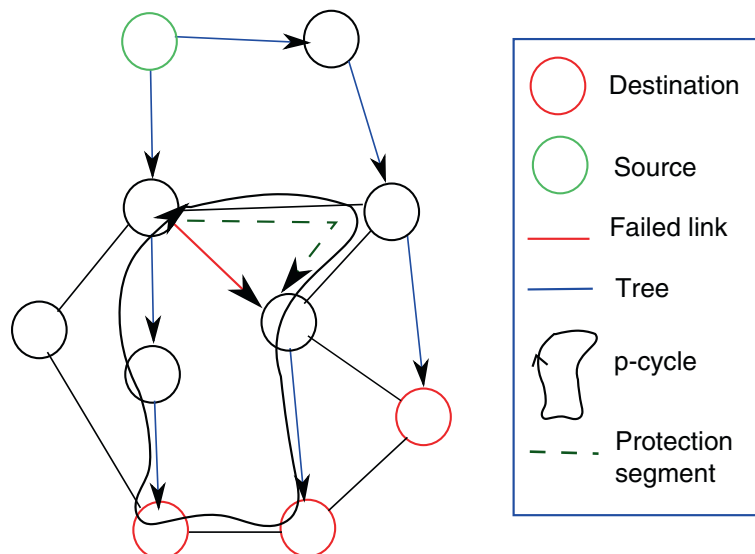 Destination
Source
Failed link
Tree
p-cycle
Protection
segment